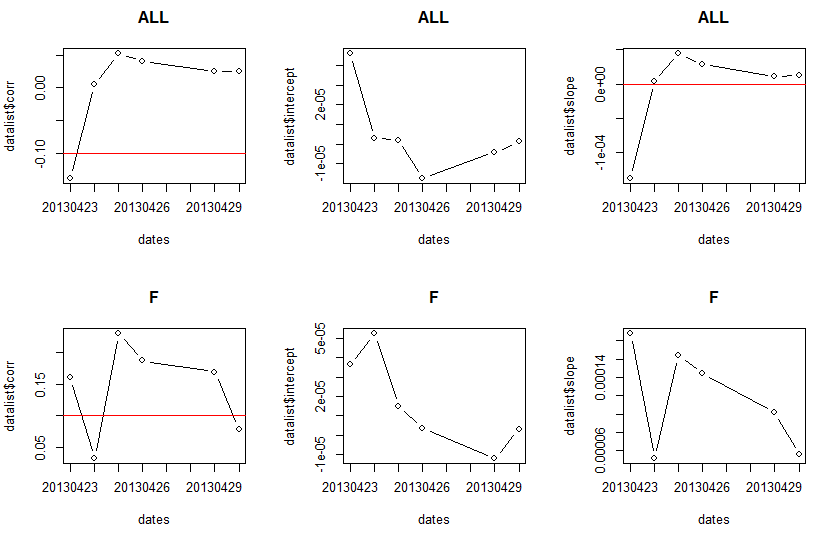 ALL
datalist$corr
0.00
-0.10
20130423 20130426 20130429
dates
ALL
datalist$intercept
2e-05
-1e-05
20130423 20130426 20130429
dates
ALL
datalist$slope
0e+00
-1e-04
20130423 20130426 20130429
dates
F
datalist$corr
0.15
0.05
20130423 20130426 20130429
dates
F
datalist$intercept
5e-05
2e-05
-1e-05
20130423 20130426 20130429
dates
F
datalist$slope
0.00014
0.00006
20130423 20130426 20130429
dates